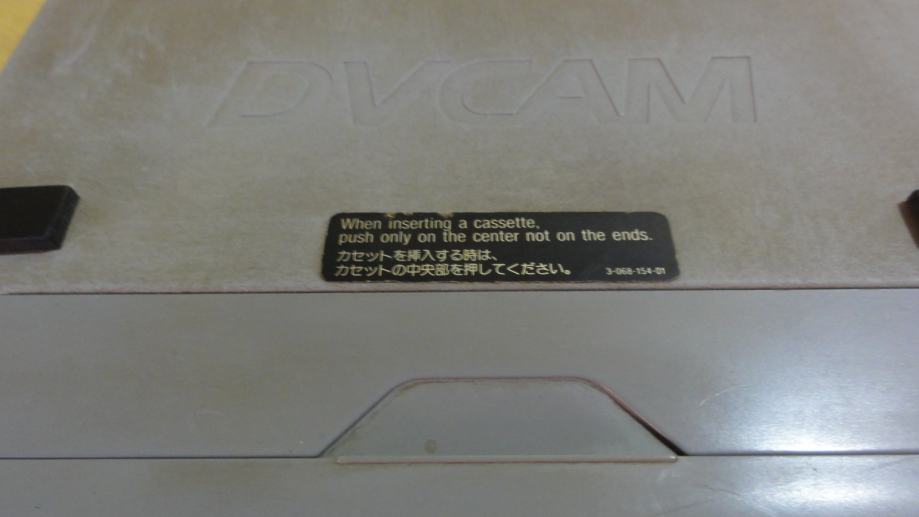 DVCAM
When inserting a cassette,
push only on the center not on the ends.
カセットを挿入する時は、
カセットの中央部を押してください。
3-068-154-01